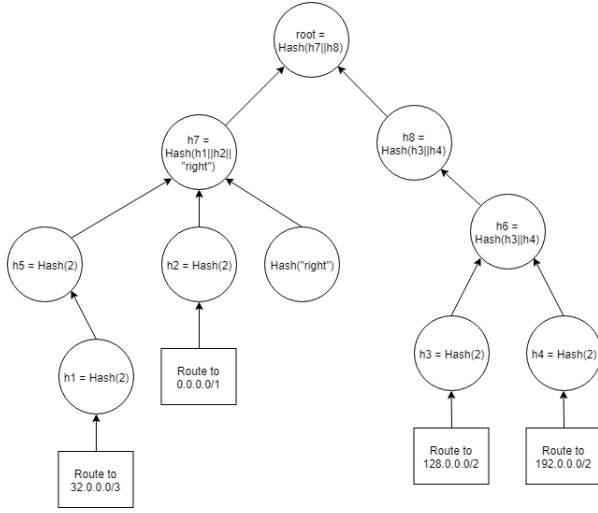 root =
Hash(h7||h8)
h7 =
Hash(h1||h2||
"right")
h8 =
Hash(h3||h4)
h6 =
Hash(h3||h4)
h5 = Hash(2)
h2 = Hash(2)
Hash("right")
h1 = Hash(2)
Route to
0.0.0.0/1
h3 = Hash(2)
h4 = Hash(2)
Route to
32.0.0.0/3
Route to
128.0.0.0/2
Route to
192.0.0.0/2